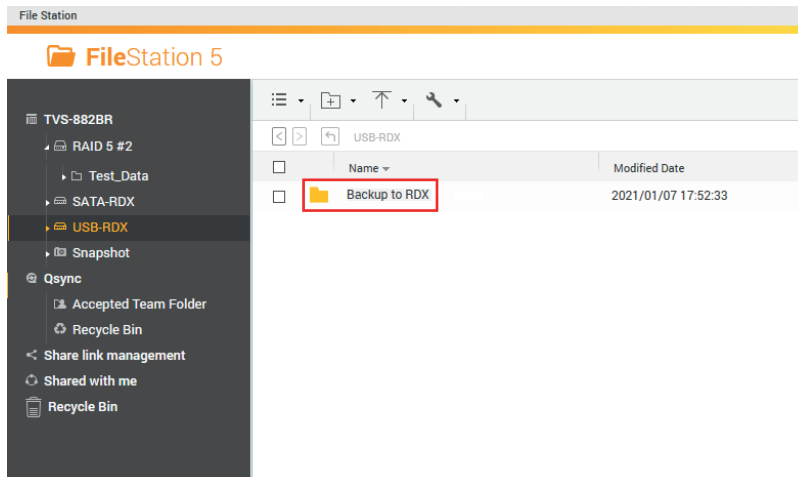 File Station
FileStation 5
TVS-882BR
RAID 5 #2
Test_Data
SATA-RDX
USB-RDX
Snapshot
Qsync
Accepted Team Folder
Recycle Bin
Share link management
Shared with me
Recycle Bin
USB-RDX
Name Modified Date
Backup to RDX 2021/01/07 17:52:33